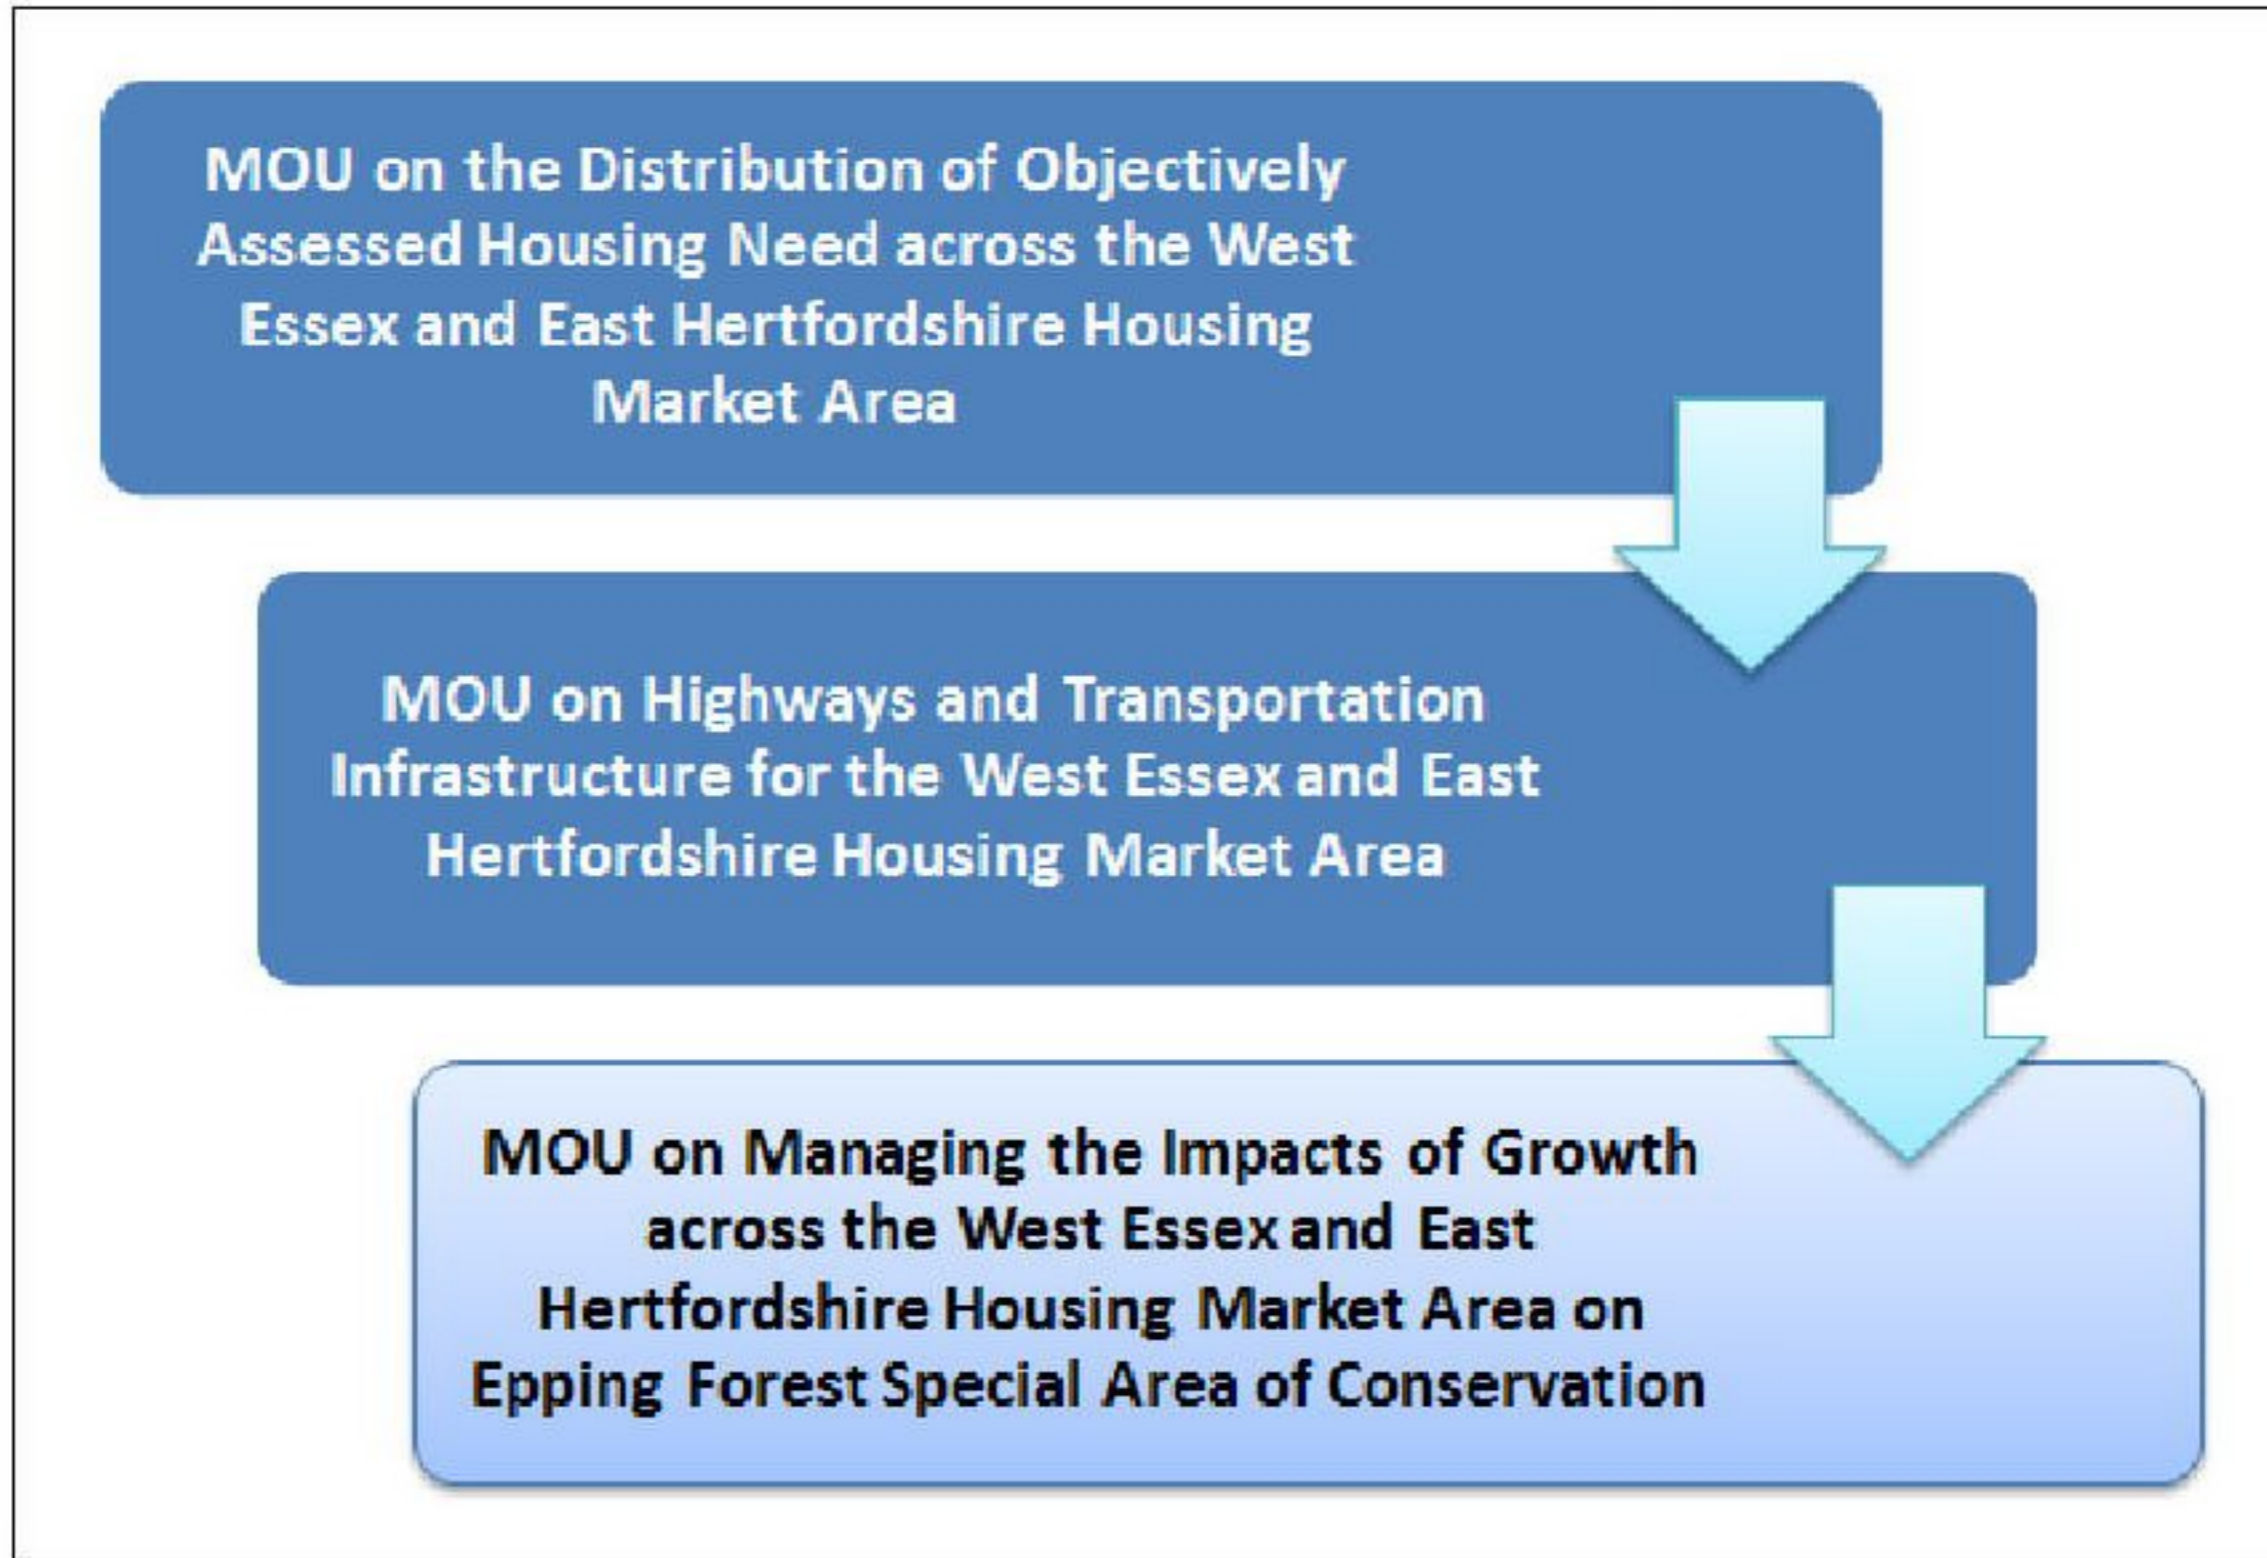 MOU on the Distribution of Objectively
Assessed Housing Need across the West
Essex and East Hertfordshire Housing
Market Area
MOU on Highways and Transportation
Infrastructure for the West Essex and East
Hertfordshire Housing Market Area
MOU on Managing the Impacts of Growth
across the West Essex and East
Hertfordshire Housing Market Area on
Epping Forest Special Area of Conservation